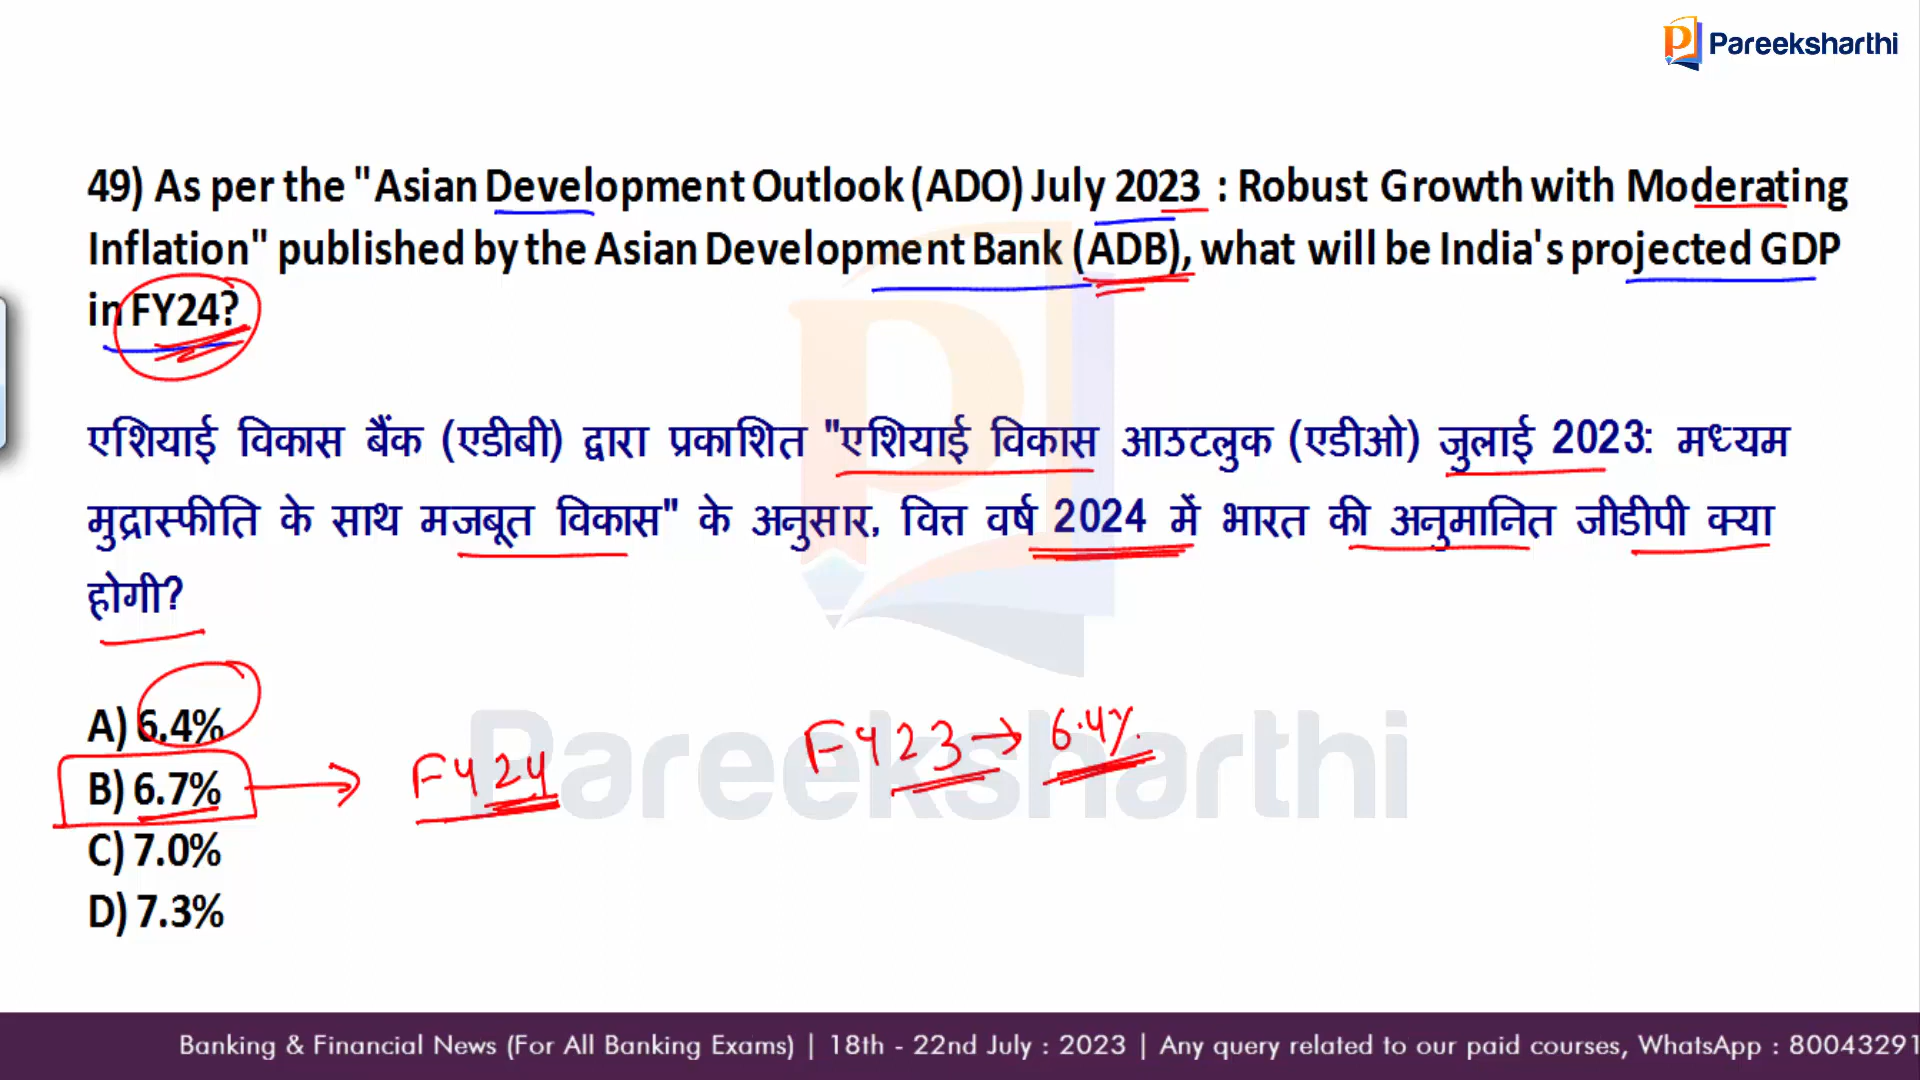 Pareeksharthi
49) As per the "Asian Development Outlook (ADO) July 2023 : Robust Growth with Moderating
Inflation" published by the Asian Development Bank (ADB), what will be India's projected GDP
in FY24?
एशियाई विकास बैंक (एडीबी) द्वारा प्रकाशित "एशियाई विकास आउटलुक (एडीओ) जुलाई 2023: मध्यम
मुद्रास्फीति के साथ मजबूत विकास" के अनुसार, वित्त वर्ष 2024 में भारत की अनुमानित जीडीपी क्या
होगी?
A) 6.4%
B) 6.7%
FY24
FY23 → 6.4%
C) 7.0%
D) 7.3%
Pareeksharthi
Banking & Financial News (For All Banking Exams) | 18th - 22nd July : 2023 | Any query related to our paid courses, WhatsApp : 80043291